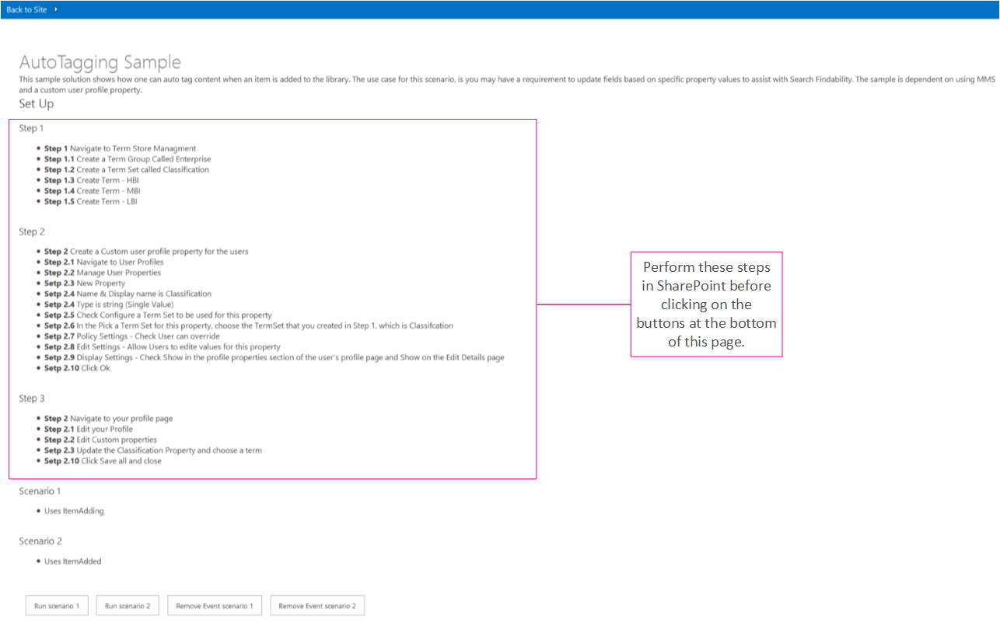 Back to Site
AutoTagging Sample
This sample solution shows how one can auto tag content when an item is added to the library. The use case for this scenario, is you may have a requirement to update fields based on specific property values to assist with Search Findability. The sample is dependent on using MMS
and a custom user profile property.
Set Up
Step 1
• Step 1 Navigate to Term Store Managment
• Step 1.1 Create a Term Group Called Enterprise
• Step 1.2 Create a Term Set called Classification
• Step 1.3 Create Term - HBI
• Step 1.4 Create Term - MBI
• Step 1.5 Create Term - LBI
Step 2
• Step 2 Create a Custom user profile property for the users
• Step 2.1 Navigate to User Profiles
• Step 2.2 Manage User Properties
• Setp 2.3 New Property
• Setp 2.4 Name & Display name is Classification
• Setp 2.4 Type is string (Single Value)
• Setp 2.5 Check Configure a Term Set to be used for this property
• Setp 2.6 In the Pick a Term Set for this property, choose the TermSet that you created in Step 1, which is Classifcation
• Setp 2.7 Policy Settings - Check User can override
• Setp 2.8 Edit Settings - Allow Users to edite values for this property
• Setp 2.9 Display Settings - Check Show in the profile properties section of the user's profile page and Show on the Edit Details page
• Setp 2.10 Click Ok
Step 3
• Step 2 Navigate to your profile page
• Step 2.1 Edit your Profile
• Step 2.2 Edit Custom properties
• Setp 2.3 Update the Classification Property and choose a term
• Setp 2.10 Click Save all and close
Perform these steps
in SharePoint before
clicking on the
buttons at the bottom
of this page.
Scenario 1
• Uses ItemAdding
Scenario 2
• Uses ItemAdded
Run scenario 1
Run scenario 2
Remove Event scenario 1
Remove Event scenario 2